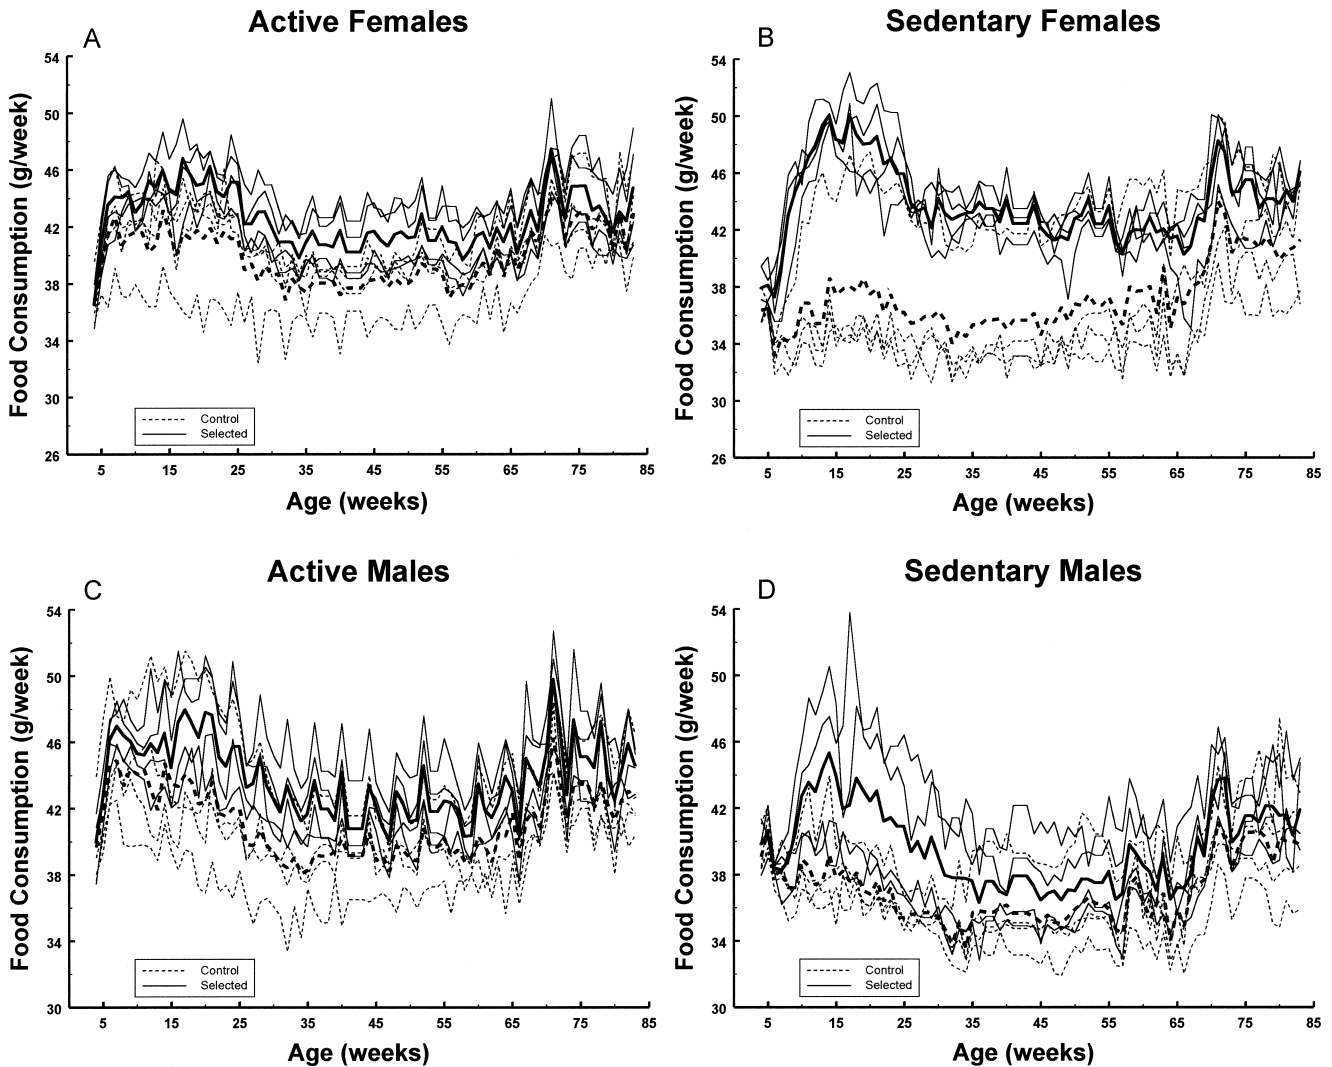 A
Active Females
Food Consumption (g/week)
54
50
46
42
38
34
30
26
Control
Selected
5 15 25 35 45 55 65 75 85
Age (weeks)
B
Sedentary Females
Food Consumption (g/week)
54
50
46
42
38
34
30
26
Control
Selected
5 15 25 35 45 55 65 75 85
Age (weeks)
C
Active Males
Food Consumption (g/week)
54
50
46
42
38
34
30
Control
Selected
5 15 25 35 45 55 65 75 85
Age (weeks)
D
Sedentary Males
Food Consumption (g/week)
54
50
46
42
38
34
30
Control
Selected
5 15 25 35 45 55 65 75 85
Age (weeks)